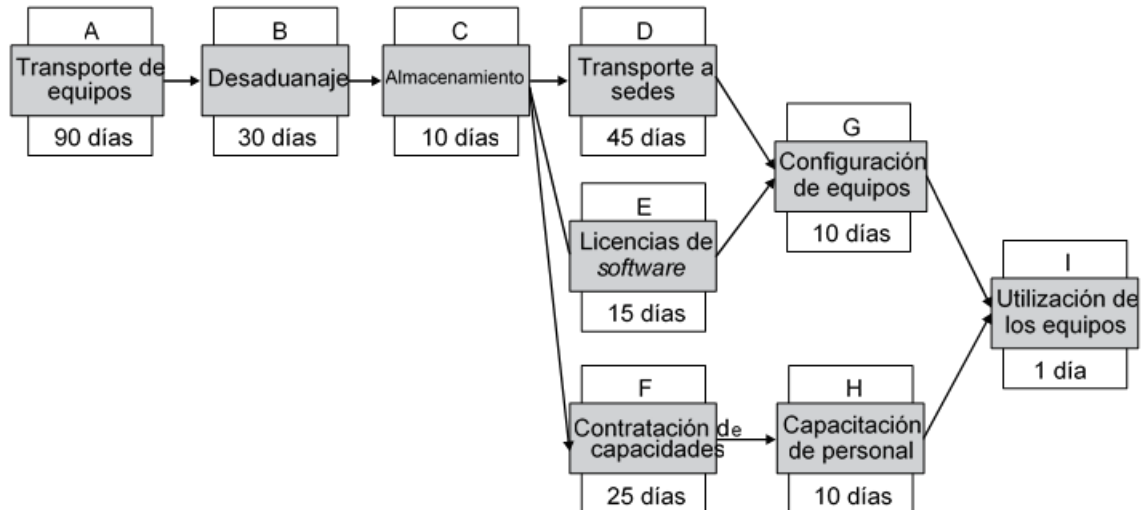 A
Transporte de
equipos
90 días
B
Desaduanaje
30 días
C
Almacenamiento
10 días
D
Transporte a
sedes
45 días
E
Licencias de
software
15 días
F
Contratación de
capacidades
25 días
G
Configuración
de equipos
10 días
H
Capacitación
de personal
10 días
I
Utilización de
los equipos
1 día